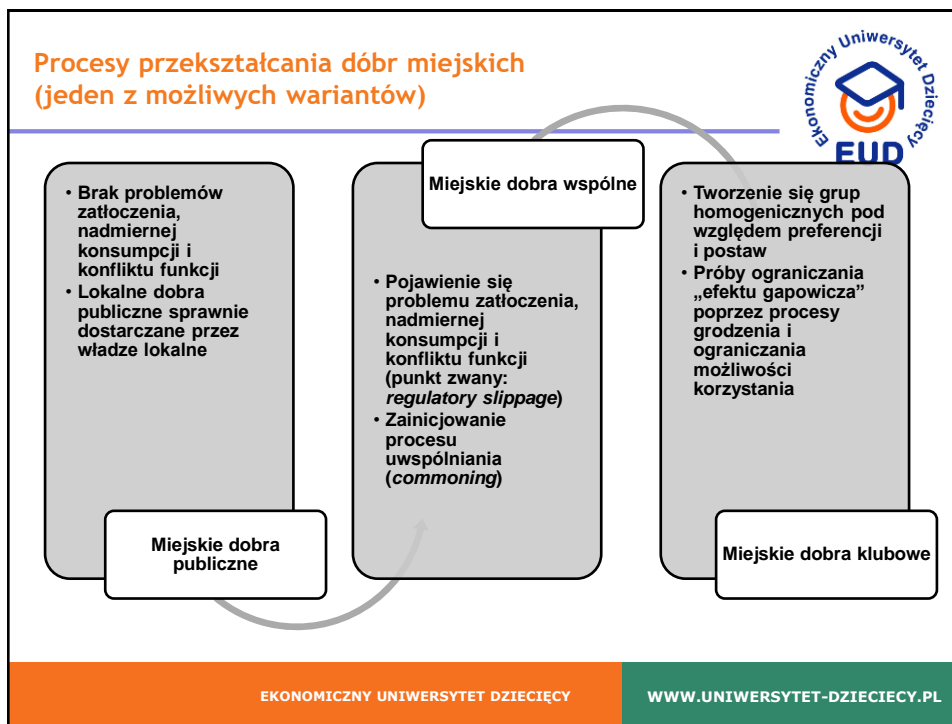 Procesy przekształcania dóbr miejskich
(jeden z możliwych wariantów)
Ekonomiczny Uniwersytet Dziecięcy
EUD
• Brak problemów
zatłoczenia,
nadmiernej
konsumpcji i
konfliktu funkcji
• Lokalne dobra
publiczne sprawnie
dostarczane przez
władze lokalne
Miejskie dobra
publiczne
Miejskie dobra wspólne
• Pojawienie się
problemu zatłoczenia,
nadmiernej
konsumpcji i
konfliktu funkcji
(punkt zwany:
regulatory slippage)
• Zainicjowanie
procesu
uwspólniania
(commoning)
• Tworzenie się grup
homogenicznych pod
względem preferencji
i postaw
• Próby ograniczania
„efektu gapowicza”
poprzez procesy
grodzenia i
ograniczania
możliwości
korzystania
Miejskie dobra klubowe
EKONOMICZNY UNIWERSYTET DZIECIĘCY
WWW.UNIWERSYTET-DZIECIECY.PL